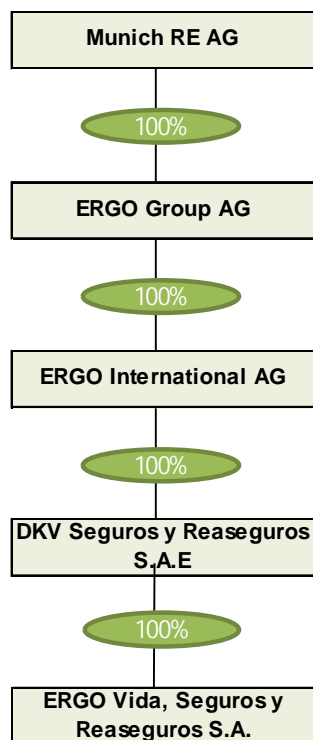 Munich RE AG
100%
ERGO Group AG
100%
ERGO International AG
100%
DKV Seguros y Reaseguros
S.A.E
100%
ERGO Vida, Seguros y
Reaseguros S.A.